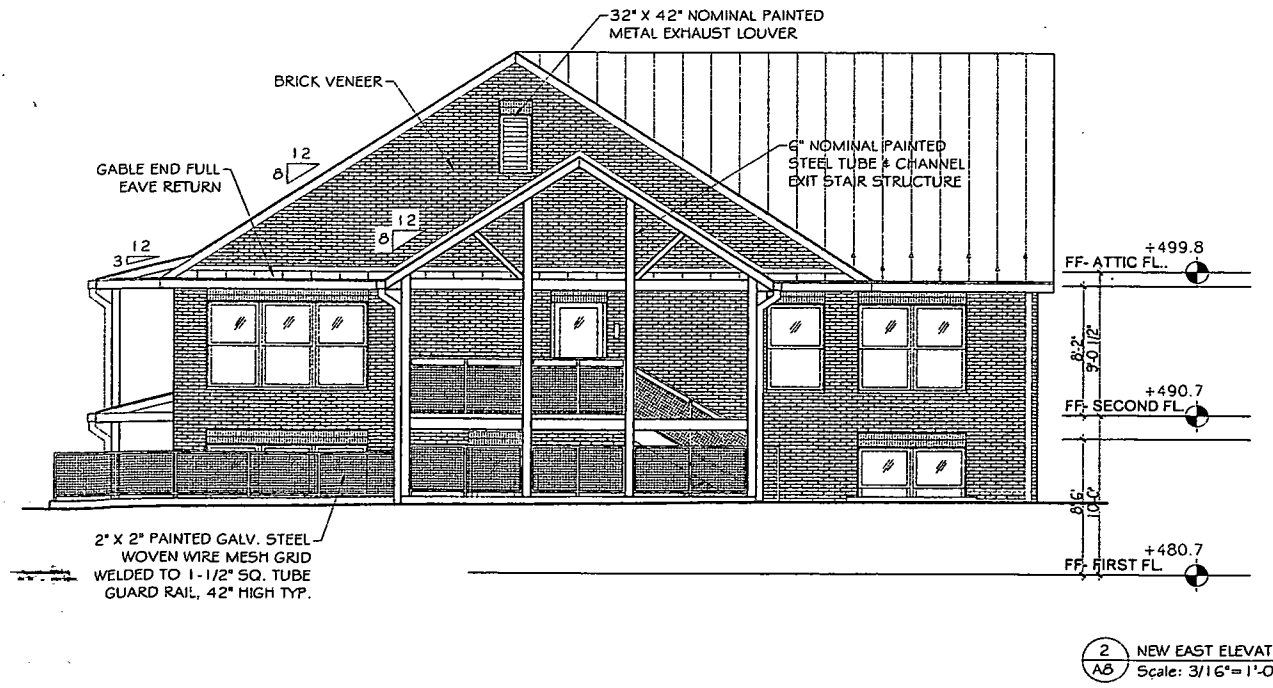 32" X 42" NOMINAL PAINTED
METAL EXHAUST LOUVER
BRICK VENEER
12
8
GABLE END FULL
EAVE RETURN
6" NOMINAL PAINTED
STEEL TUBE & CHANNEL
EXIT STAIR STRUCTURE
12
8
12
3
+499.8
FF- ATTIC FL.
8'-2"
9'-0 1/2"
+490.7
FF- SECOND FL.
8'6"
10'-0"
+480.7
FF- FIRST FL.
2" X 2" PAINTED GALV. STEEL
WOVEN WIRE MESH GRID
WELDED TO 1-1/2" SQ. TUBE
GUARD RAIL, 42" HIGH TYP.
2 NEW EAST ELEVAT
A8 Scale: 3/16"=1'-0